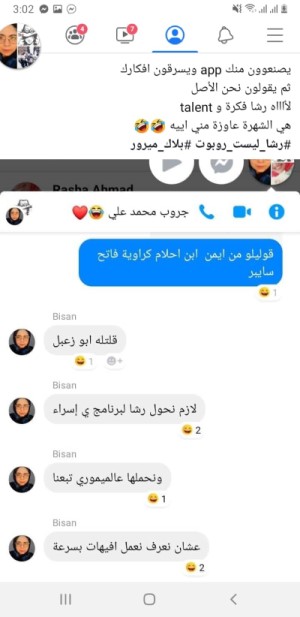 3:02
4
7
يصنعوون منك app ويسرقون افكارك
ثم يقولون نحن الأصل
لااااه رشا فكرة و talent
هي الشهرة عاوزة مني اييه 🤣🤣
#رشا_ليست_روبوت #بلاك_ميرور
Rasha Ahmad
جروب محمد علي 😂❤️
قوليلو من ايمن ابن احلام كراوية فاتح
سايبر
1
Bisan
قلتله ابو زعبل
1
Bisan
لازم نحول رشا لبرنامج ي إسراء
2
Bisan
ونحملها عالميموري تبعنا
1
Bisan
عشان نعرف نعمل افيهات بسرعة
2